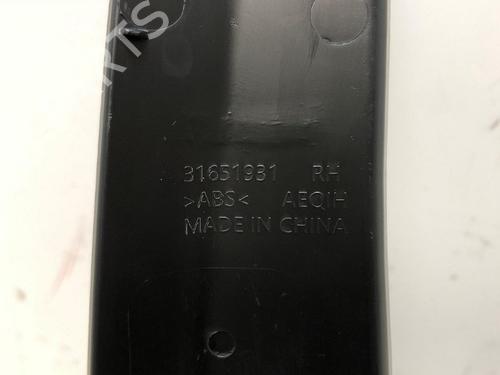 31651931 RH
>ABS< AEQIH
MADE IN CHINA